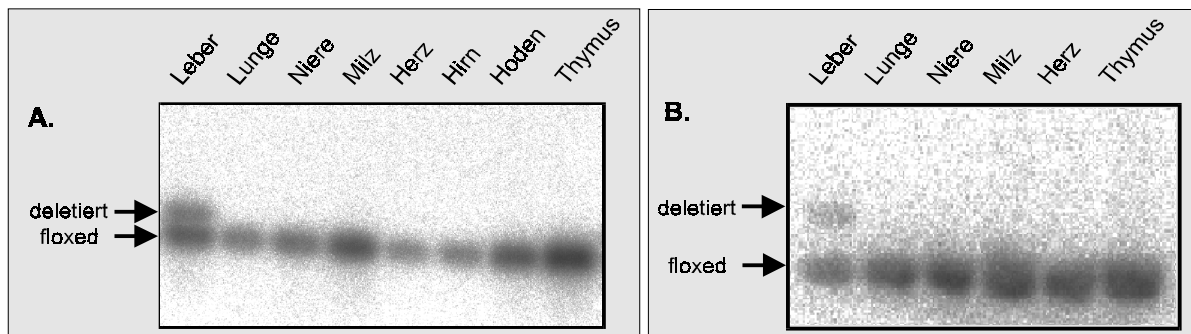 Leber Lunge Niere Milz Herz Hirn Hoden Thymus
A.
deletiert
floxed
Leber Lunge Niere Milz Herz Thymus
B.
deletiert
floxed